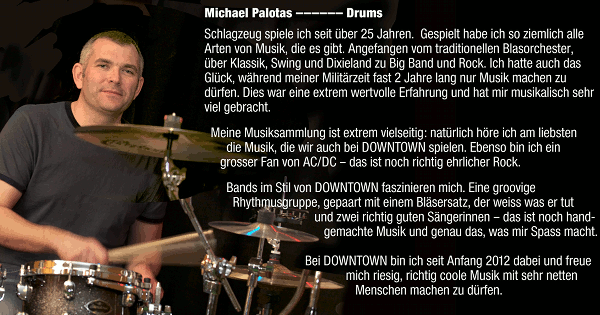 Michael Palotas –––––– Drums
Schlagzeug spiele ich seit über 25 Jahren. Gespielt habe ich so ziemlich alle
Arten von Musik, die es gibt. Angefangen vom traditionellen Blasorchester,
über Klassik, Swing und Dixieland zu Big Band und Rock. Ich hatte auch das
Glück, während meiner Militärzeit fast 2 Jahre lang nur Musik machen zu
dürfen. Dies war eine extrem wertvolle Erfahrung und hat mir musikalisch sehr
viel gebracht.
Meine Musiksammlung ist extrem vielseitig: natürlich höre ich am liebsten
die Musik, die wir auch bei DOWNTOWN spielen. Ebenso bin ich ein
grosser Fan von AC/DC – das ist noch richtig ehrlicher Rock.
Bands im Stil von DOWNTOWN faszinieren mich. Eine groovige
Rhythmusgruppe, gepaart mit einem Bläsersatz, der weiss was er tut
und zwei richtig guten Sängerinnen – das ist noch hand-
gemachte Musik und genau das, was mir Spass macht.
Bei DOWNTOWN bin ich seit Anfang 2012 dabei und freue
mich riesig, richtig coole Musik mit sehr netten
Menschen machen zu dürfen.